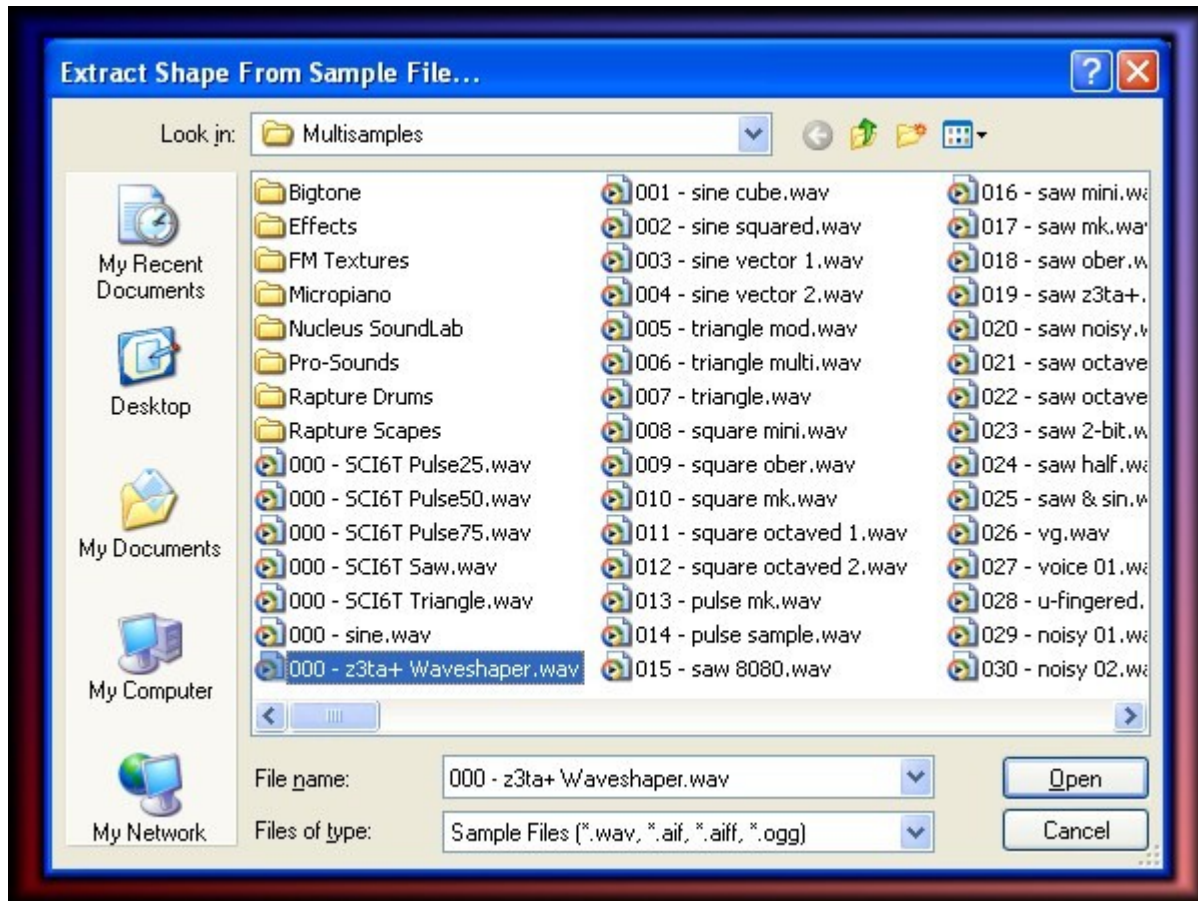 Extract Shape From Sample File...
Look in:
Multisamples
My Recent
Documents
Desktop
My Documents
My Computer
My Network
Bigtone
Effects
FM Textures
Micropiano
Nucleus SoundLab
Pro-Sounds
Rapture Drums
Rapture Scapes
000 - SCI6T Pulse25.wav
000 - SCI6T Pulse50.wav
000 - SCI6T Pulse75.wav
000 - SCI6T Saw.wav
000 - SCI6T Triangle.wav
000 - sine.wav
000 - z3ta+ Waveshaper.wav
001 - sine cube.wav
002 - sine squared.wav
003 - sine vector 1.wav
004 - sine vector 2.wav
005 - triangle mod.wav
006 - triangle multi.wav
007 - triangle.wav
008 - square mini.wav
009 - square ober.wav
010 - square mk.wav
011 - square octaved 1.wav
012 - square octaved 2.wav
013 - pulse mk.wav
014 - pulse sample.wav
015 - saw 8080.wav
016 - saw mini.wa
017 - saw mk.wa
018 - saw ober.w
019 - saw z3ta+.
020 - saw noisy.
021 - saw octave
022 - saw octave
023 - saw 2-bit.w
024 - saw half.wa
025 - saw & sin.w
026 - vg.wav
027 - voice 01.wa
028 - u-fingered.
029 - noisy 01.wa
030 - noisy 02.wa
File name:
000 - z3ta+ Waveshaper.wav
Open
Files of type:
Sample Files (*.wav, *.aif, *.aiff, *.ogg)
Cancel